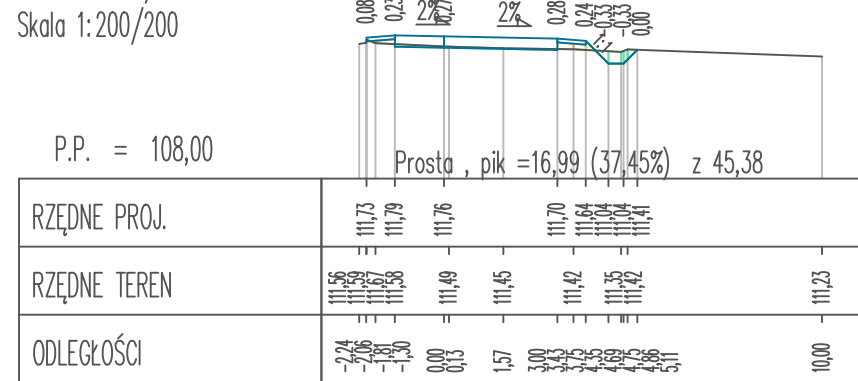 0,08 0,23 2% 0,27 2% 0,28 0,24 -0,33 -0,33 0,00
Skala 1:200/200
1:1
P.P. = 108,00
Prosta , pik =16,99 (37,45%) z 45,38
RZĘDNE PROJ. 111,73 111,79 111,76 111,70 111,64 111,04 111,04 111,41
RZĘDNE TEREN 111,56 111,59 111,67 111,58 111,49 111,45 111,42 111,35 111,42 111,23
ODLEGŁOŚCI -2,24 -2,06 -1,81 -1,30 0,00 0,13 1,57 3,00 3,43 3,75 4,35 4,69 4,75 4,86 5,11 10,00